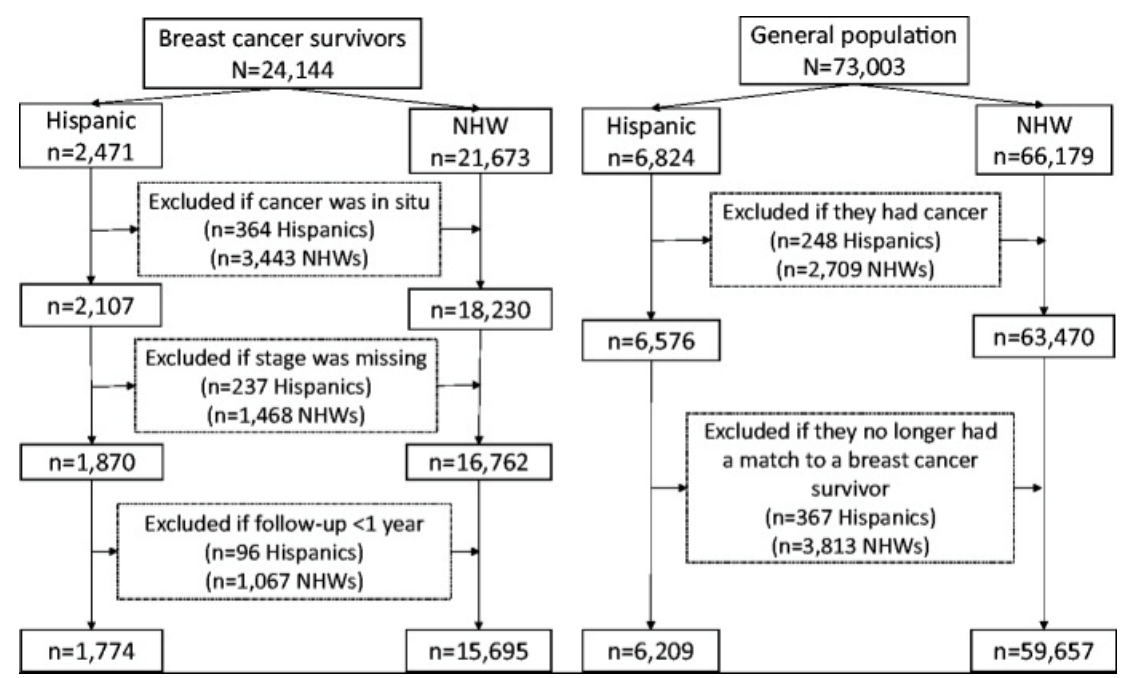 Breast cancer survivors
N=24,144
Hispanic
n=2,471
NHW
n=21,673
Excluded if cancer was in situ
(n=364 Hispanics)
(n=3,443 NHWs)
n=2,107
n=18,230
Excluded if stage was missing
(n=237 Hispanics)
(n=1,468 NHWs)
n=1,870
n=16,762
Excluded if follow-up <1 year
(n=96 Hispanics)
(n=1,067 NHWs)
n=1,774
n=15,695
General population
N=73,003
Hispanic
n=6,824
NHW
n=66,179
Excluded if they had cancer
(n=248 Hispanics)
(n=2,709 NHWs)
n=6,576
n=63,470
Excluded if they no longer had
a match to a breast cancer
survivor
(n=367 Hispanics)
(n=3,813 NHWs)
n=6,209
n=59,657